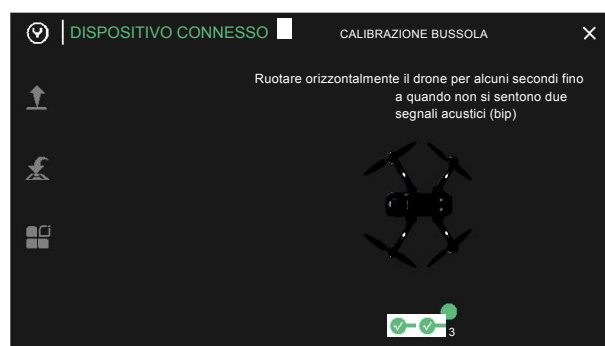 DISPOSITIVO CONNESSO
CALIBRAZIONE BUSSOLA
Ruotare orizzontalmente il drone per alcuni secondi fino
a quando non si sentono due
segnali acustici (bip)
3